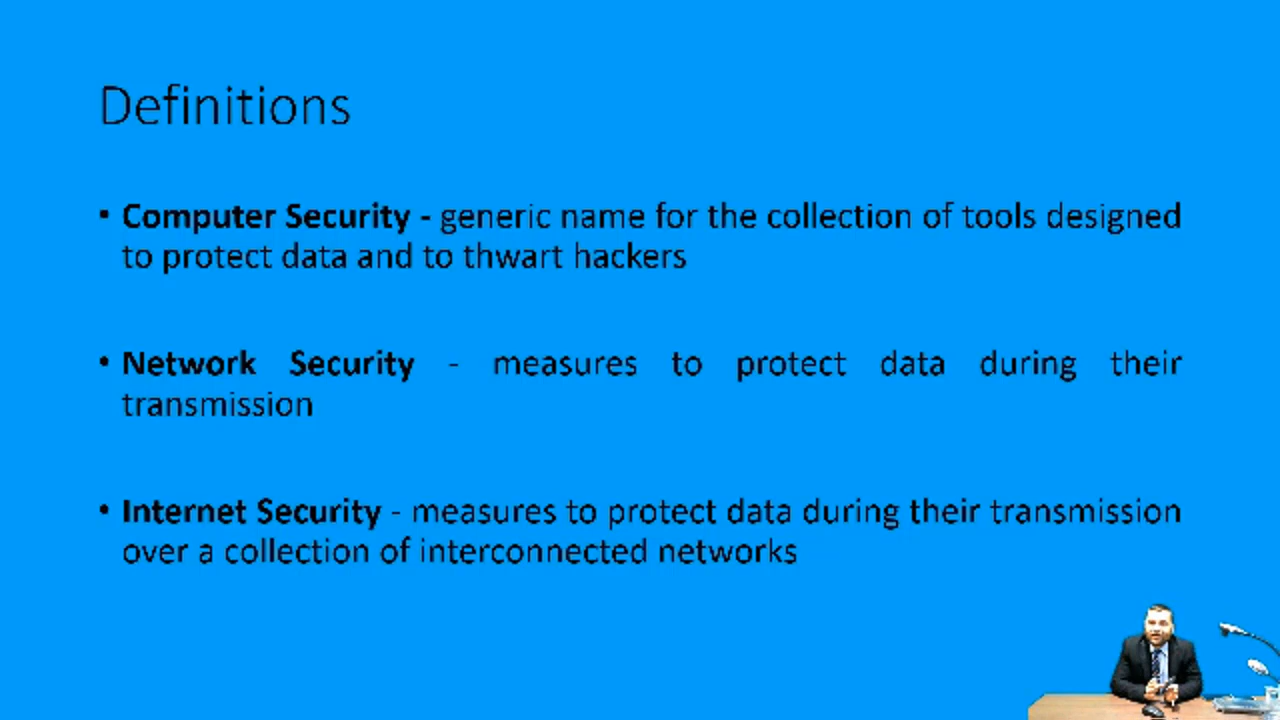 Definitions
• Computer Security - generic name for the collection of tools designed
to protect data and to thwart hackers
• Network Security - measures to protect data during their
transmission
• Internet Security - measures to protect data during their transmission
over a collection of interconnected networks